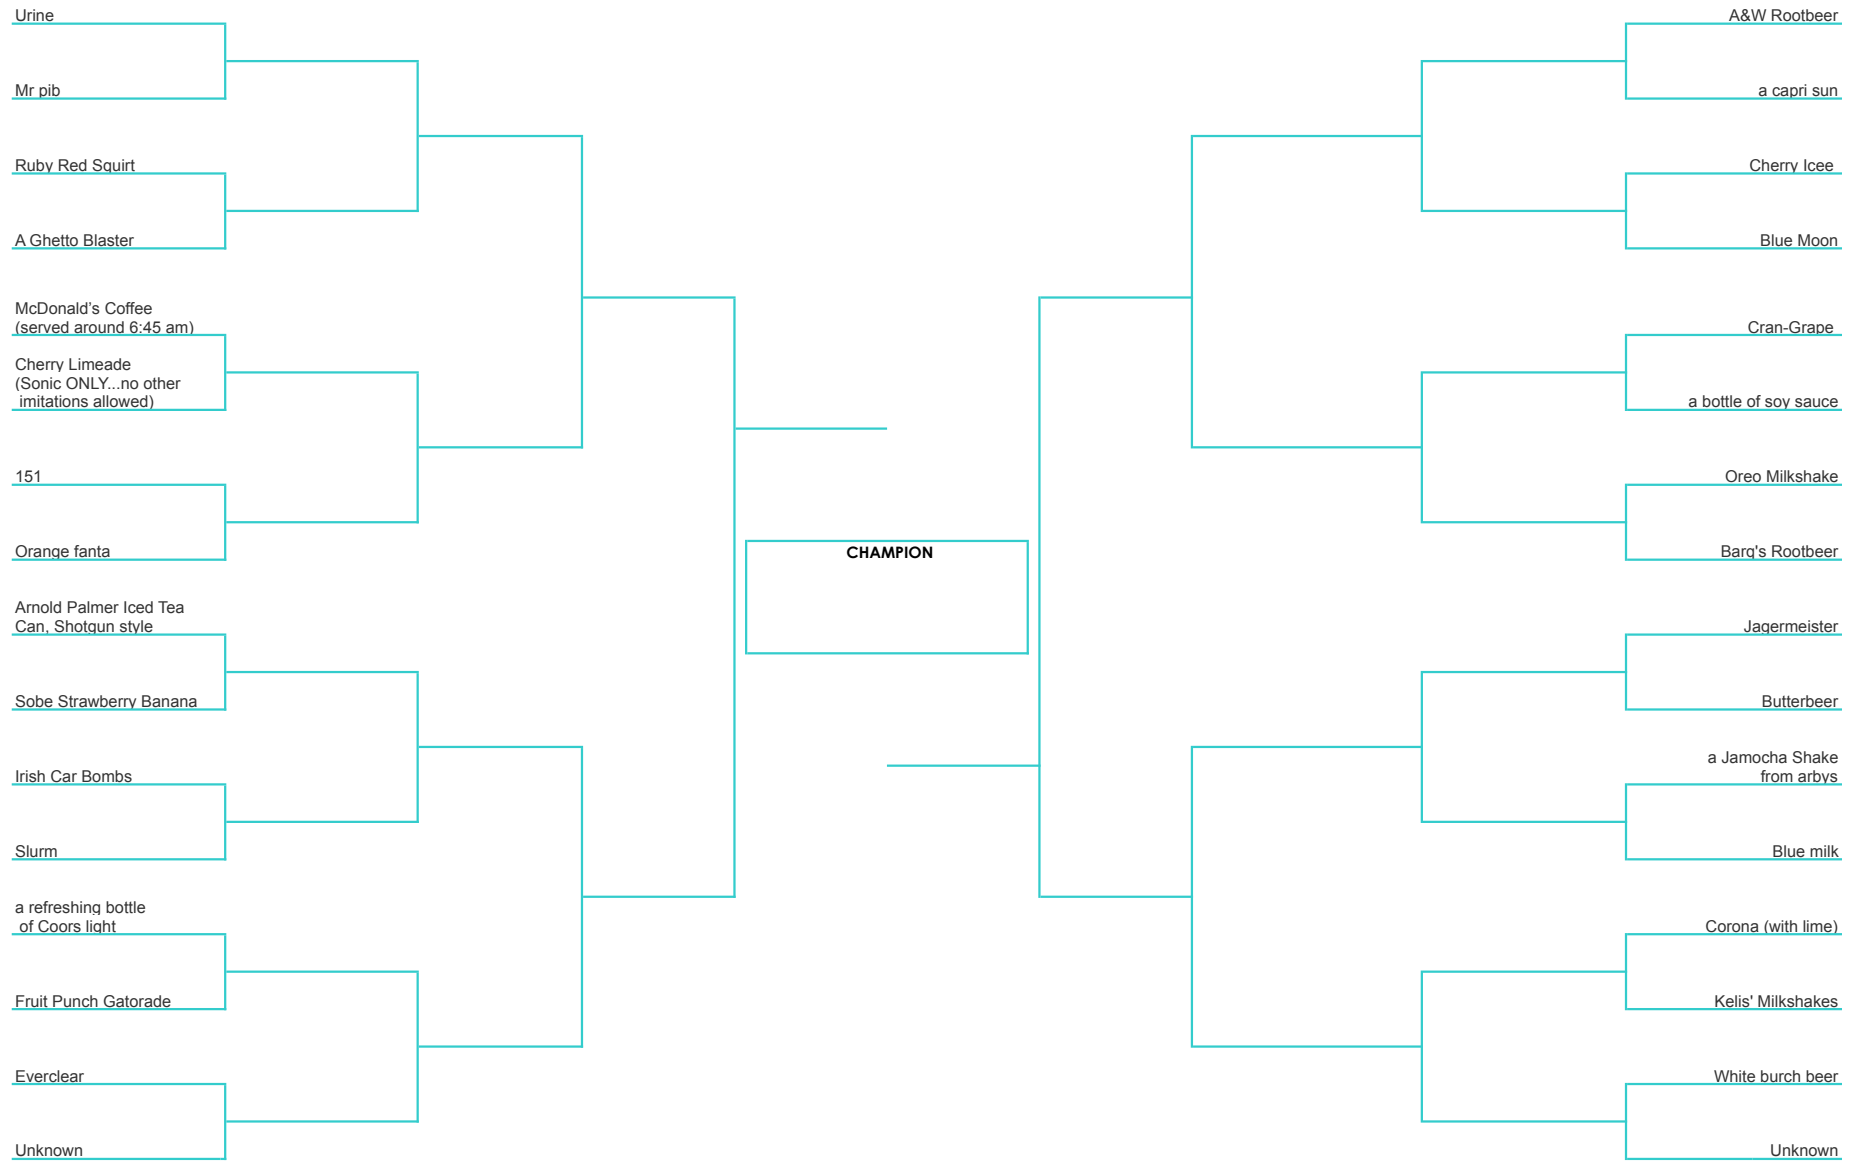 Urine
Mr pib
Ruby Red Squirt
A Ghetto Blaster
McDonald’s Coffee
(served around 6:45 am)
Cherry Limeade
(Sonic ONLY...no other
imitations allowed)
151
Orange fanta
Arnold Palmer Iced Tea
Can, Shotgun style
Sobe Strawberry Banana
Irish Car Bombs
Slurm
a refreshing bottle
of Coors light
Fruit Punch Gatorade
Everclear
Unknown
CHAMPION
A&W Rootbeer
a capri sun
Cherry Icee
Blue Moon
Cran-Grape
a bottle of soy sauce
Oreo Milkshake
Barq's Rootbeer
Jagermeister
Butterbeer
a Jamocha Shake
from arbys
Blue milk
Corona (with lime)
Kelis' Milkshakes
White burch beer
Unknown